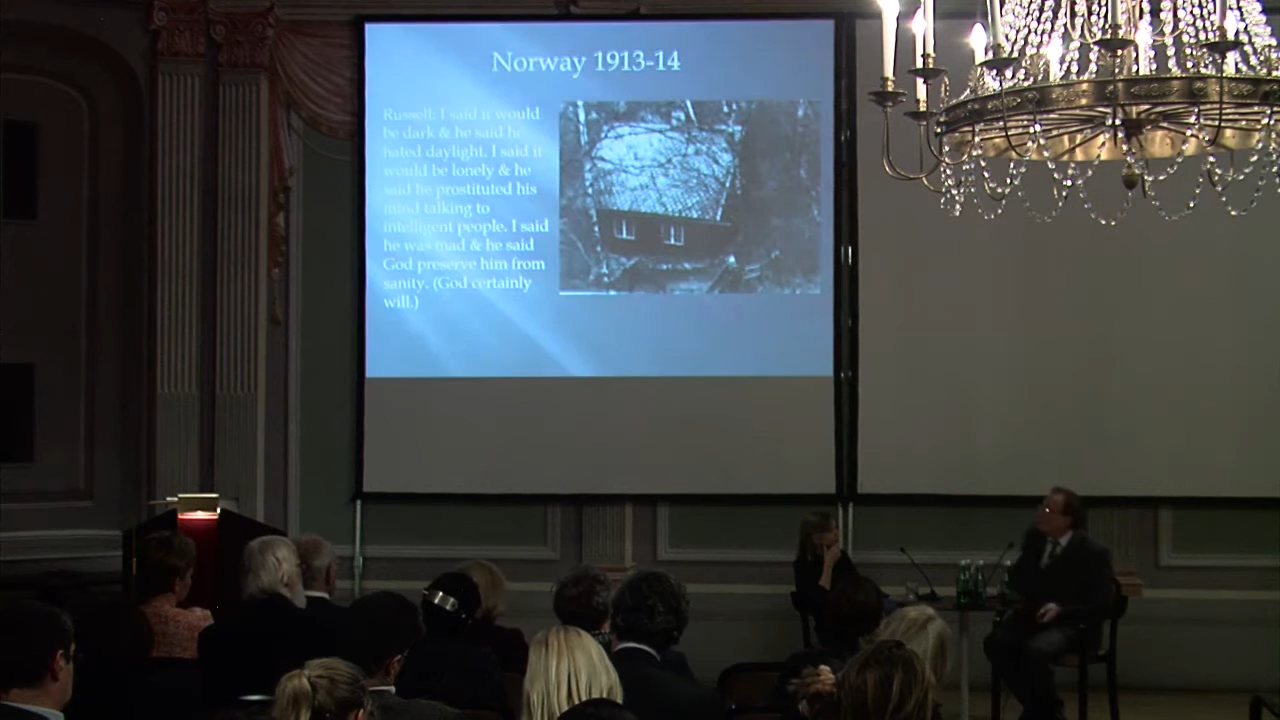 Norway 1913-14
Russell: I said it would
be dark & he said he
hated daylight. I said it
would be lonely & he
said he prostituted his
mind talking to
intelligent people. I said
he was mad & he said
God preserve him from
sanity. (God certainly
will.)